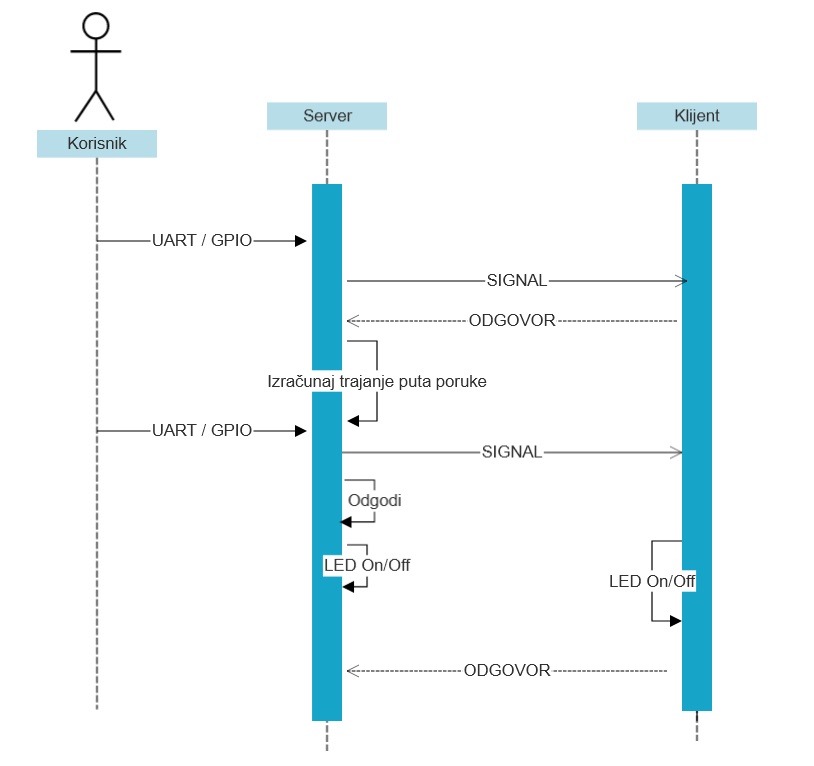 Server
Klijent
Korisnik
UART / GPIO
SIGNAL
ODGOVOR
Izračunaj trajanje puta poruke
UART / GPIO
SIGNAL
Odgodi
LED On/Off
LED On/Off
ODGOVOR